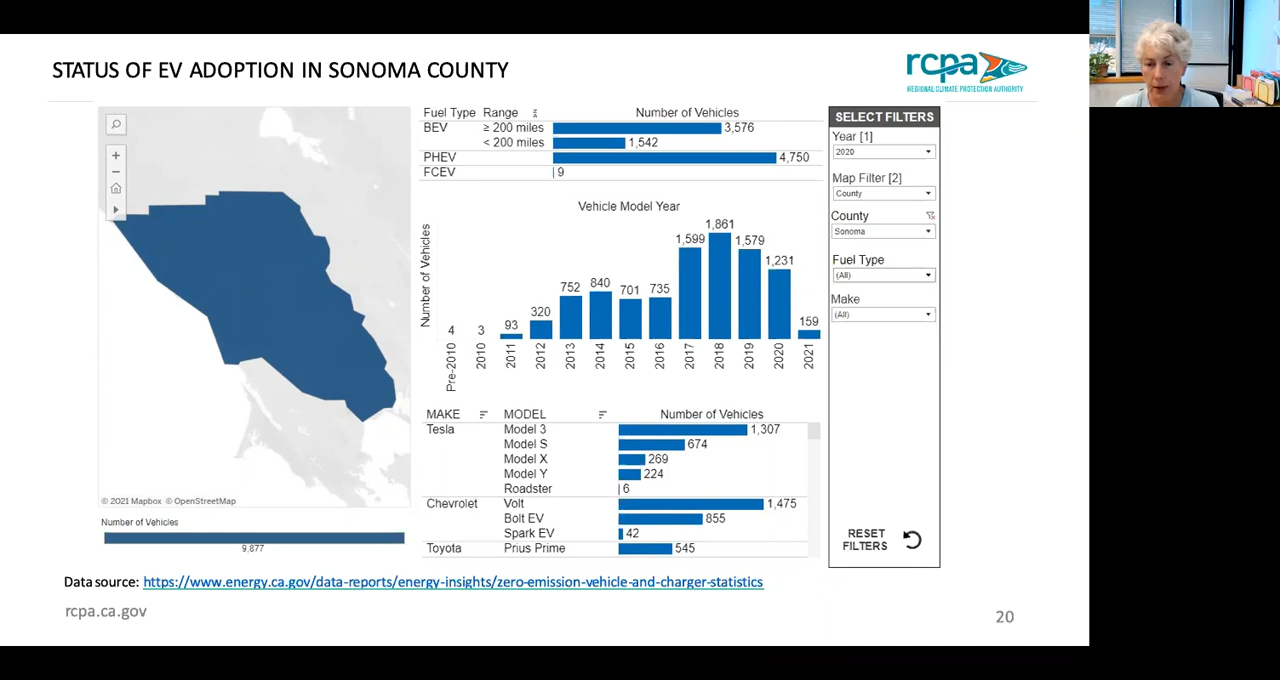 STATUS OF EV ADOPTION IN SONOMA COUNTY
rcpa
REGIONAL CLIMATE PROTECTION AUTHORITY
© 2021 Mapbox © OpenStreetMap
Number of Vehicles
9,877
Fuel Type Range Number of Vehicles
BEV ≥ 200 miles 3,576
< 200 miles 1,542
PHEV 4,750
FCEV 9
Vehicle Model Year
Number of Vehicles
4 3 93 320 752 840 701 735 1,599 1,861 1,579 1,231 159
Pre-2010 2010 2011 2012 2013 2014 2015 2016 2017 2018 2019 2020 2021
MAKE MODEL Number of Vehicles
Tesla Model 3 1,307
Model S 674
Model X 269
Model Y 224
Roadster 6
Chevrolet Volt 1,475
Bolt EV 855
Spark EV 42
Toyota Prius Prime 545
SELECT FILTERS
Year [1]
2020
Map Filter [2]
County
County
Sonoma
Fuel Type
(All)
Make
(All)
RESET
FILTERS
Data source: https://www.energy.ca.gov/data-reports/energy-insights/zero-emission-vehicle-and-charger-statistics
rcpa.ca.gov
20